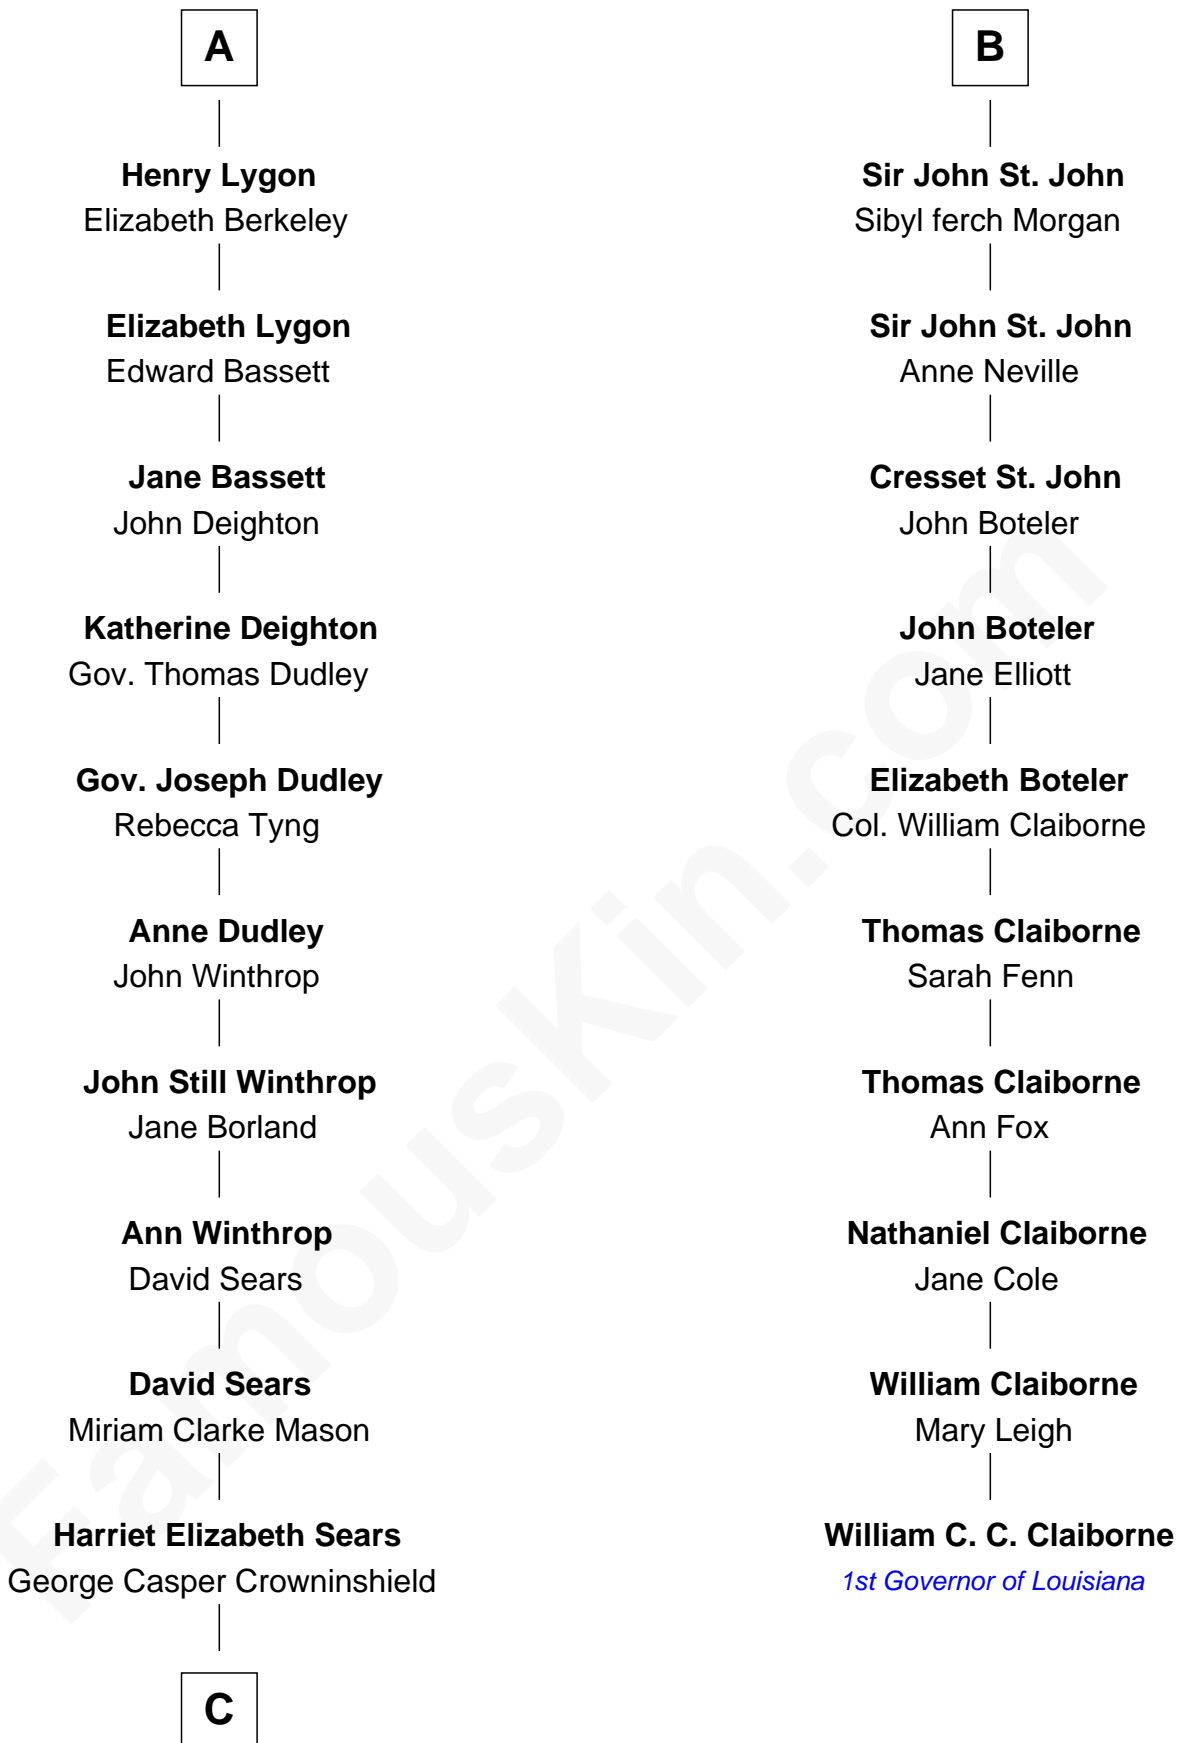 A
Henry Lygon
Elizabeth Berkeley
Elizabeth Lygon
Edward Bassett
Jane Bassett
John Deighton
Katherine Deighton
Gov. Thomas Dudley
Gov. Joseph Dudley
Rebecca Tyng
Anne Dudley
John Winthrop
John Still Winthrop
Jane Borland
Ann Winthrop
David Sears
David Sears
Miriam Clarke Mason
Harriet Elizabeth Sears
George Casper Crowninshield
C
B
Sir John St. John
Sibyl ferch Morgan
Sir John St. John
Anne Neville
Cresset St. John
John Boteler
John Boteler
Jane Elliott
Elizabeth Boteler
Col. William Claiborne
Thomas Claiborne
Sarah Fenn
Thomas Claiborne
Ann Fox
Nathaniel Claiborne
Jane Cole
William Claiborne
Mary Leigh
William C. C. Claiborne
1st Governor of Louisiana
FamousKin.com